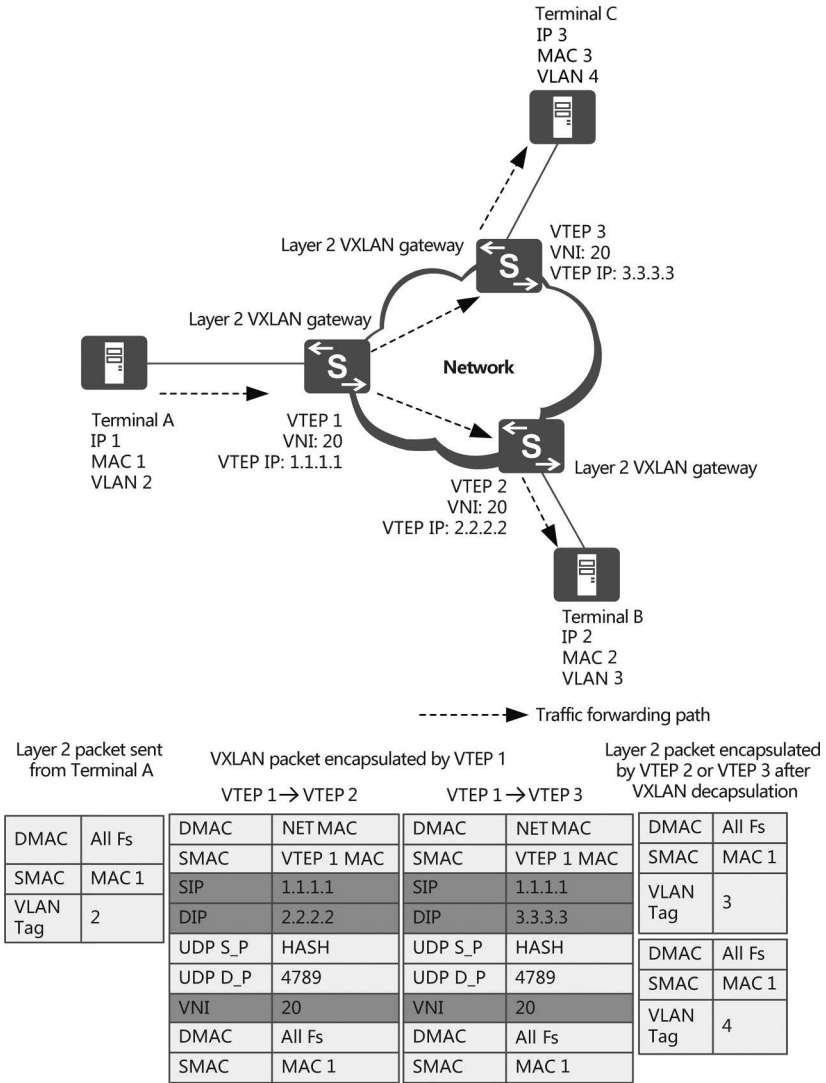 Terminal C
IP 3
MAC 3
VLAN 4
Layer 2 VXLAN gateway
VTEP 3
VNI: 20
VTEP IP: 3.3.3.3
Layer 2 VXLAN gateway
S
S
Network
Terminal A
IP 1
MAC 1
VLAN 2
VTEP 1
VNI: 20
VTEP IP: 1.1.1.1
S
Layer 2 VXLAN gateway
VTEP 2
VNI: 20
VTEP IP: 2.2.2.2
Terminal B
IP 2
MAC 2
VLAN 3
Traffic forwarding path
Layer 2 packet sent
from Terminal A
DMAC All Fs
SMAC MAC 1
VLAN
Tag 2
VXLAN packet encapsulated by VTEP 1
VTEP 1→VTEP 2
DMAC NET MAC
SMAC VTEP 1 MAC
SIP 1.1.1.1
DIP 2.2.2.2
UDP S_P HASH
UDP D_P 4789
VNI 20
DMAC All Fs
SMAC MAC 1
VTEP 1→VTEP 3
DMAC NET MAC
SMAC VTEP 1 MAC
SIP 1.1.1.1
DIP 3.3.3.3
UDP S_P HASH
UDP D_P 4789
VNI 20
DMAC All Fs
SMAC MAC 1
Layer 2 packet encapsulated
by VTEP 2 or VTEP 3 after
VXLAN decapsulation
DMAC All Fs
SMAC MAC 1
VLAN
Tag 3
DMAC All Fs
SMAC MAC 1
VLAN
Tag 4